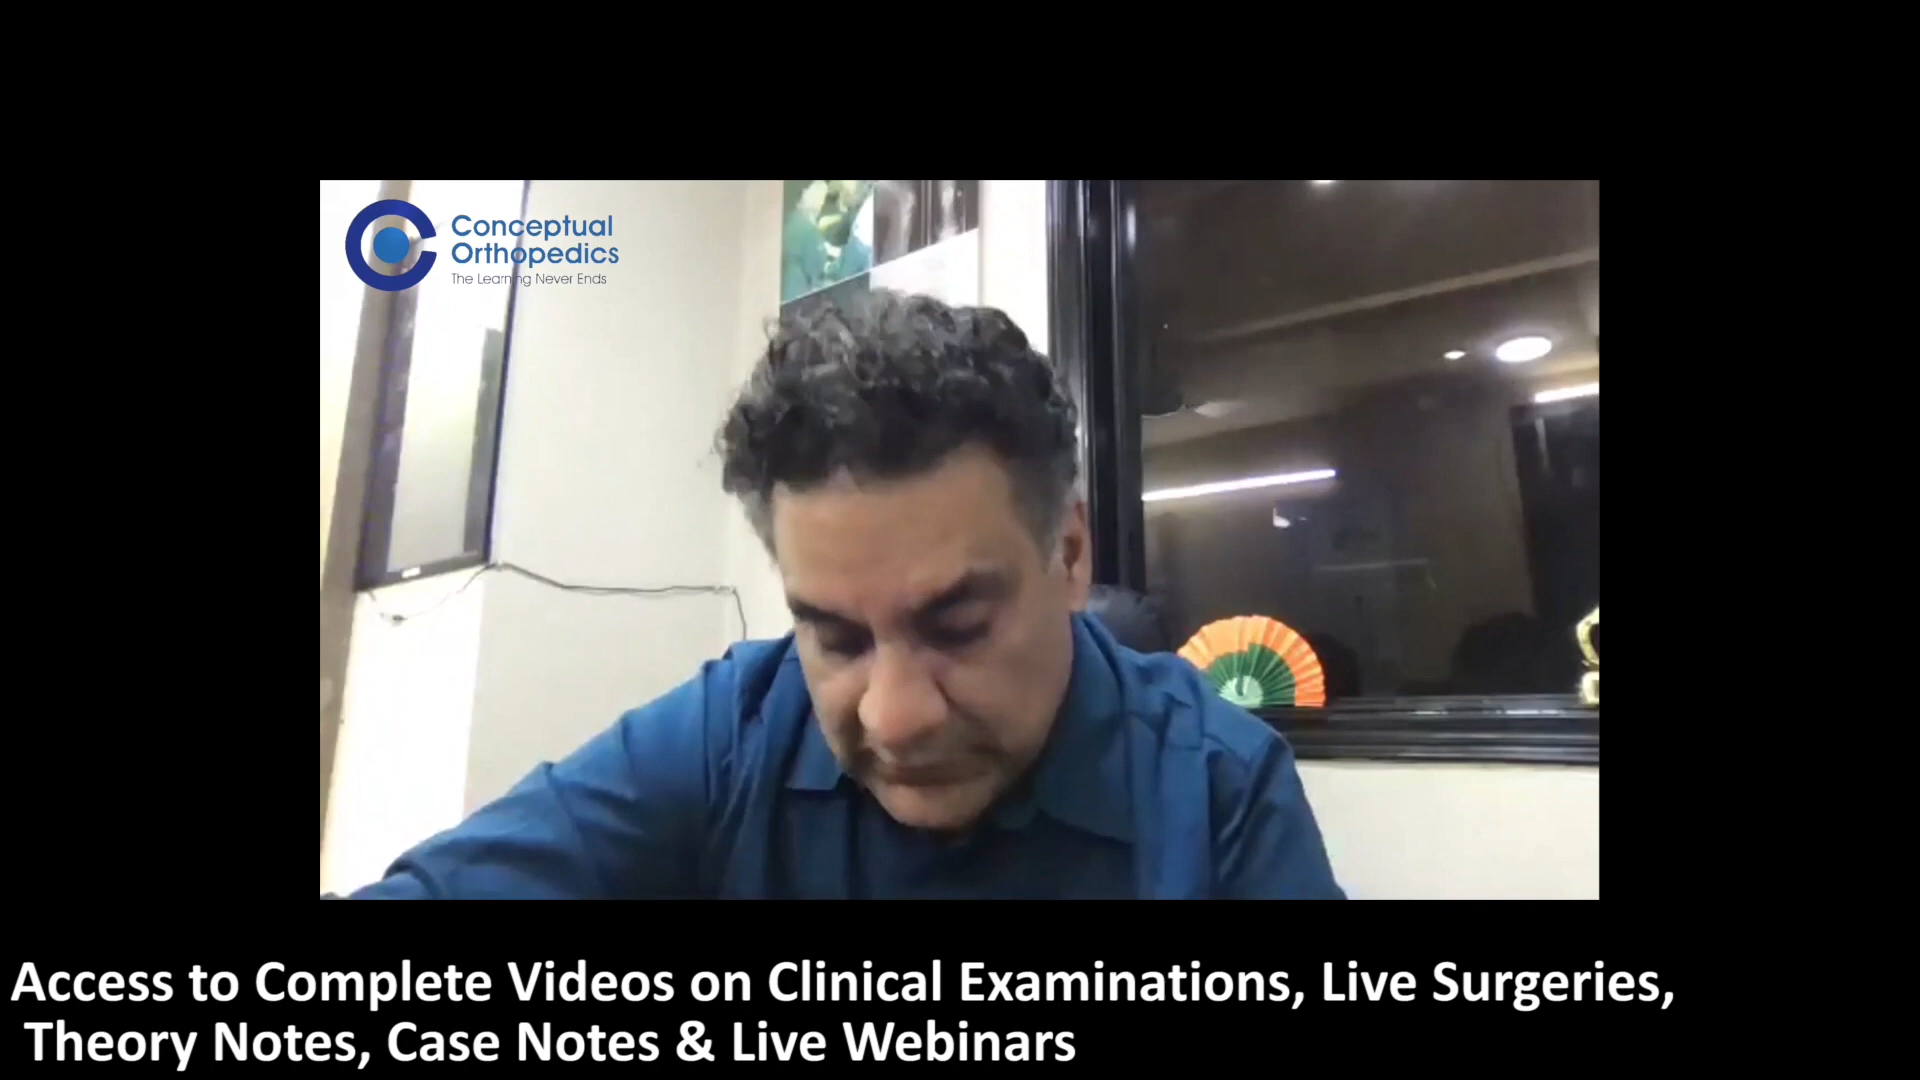 Conceptual
Orthopedics
The Learning Never Ends
Access to Complete Videos on Clinical Examinations, Live Surgeries,
Theory Notes, Case Notes & Live Webinars